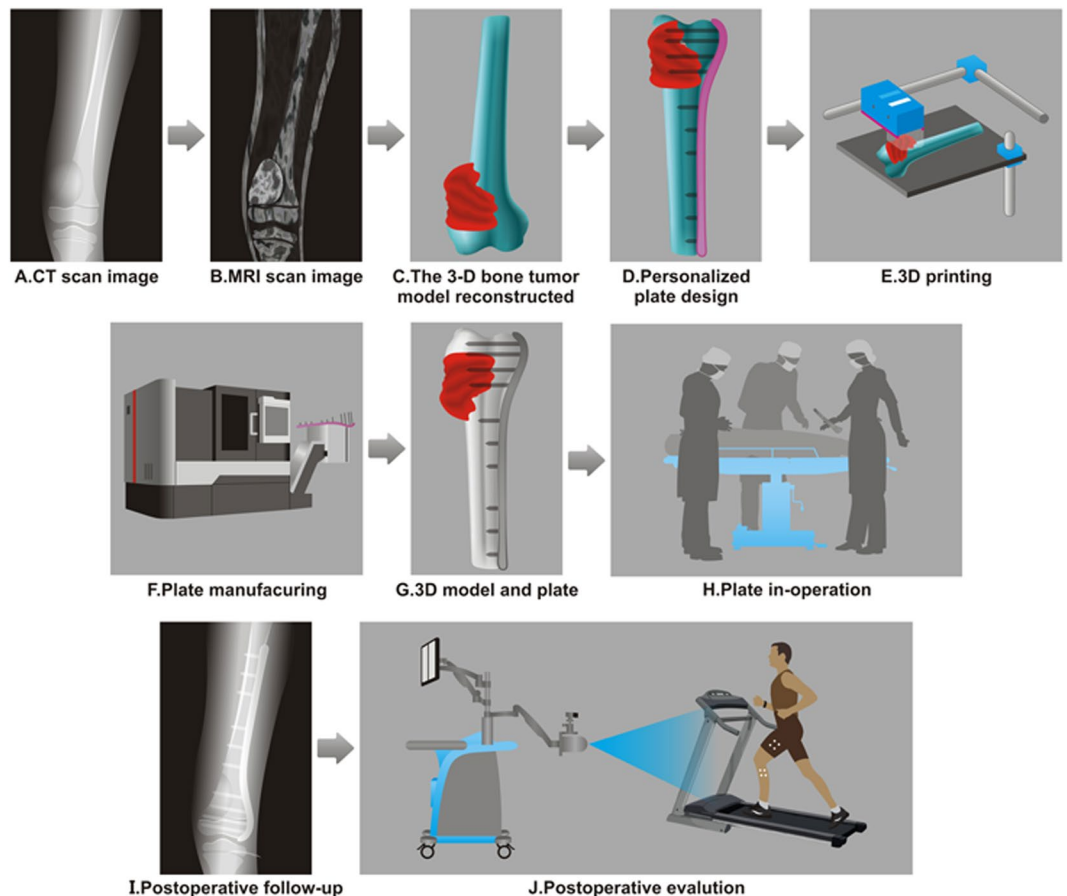 A.CT scan image
B.MRI scan image
C.The 3-D bone tumor
model reconstructed
D.Personalized
plate design
E.3D printing
F.Plate manufacuring
G.3D model and plate
H.Plate in-operation
I.Postoperative follow-up
J.Postoperative evalution